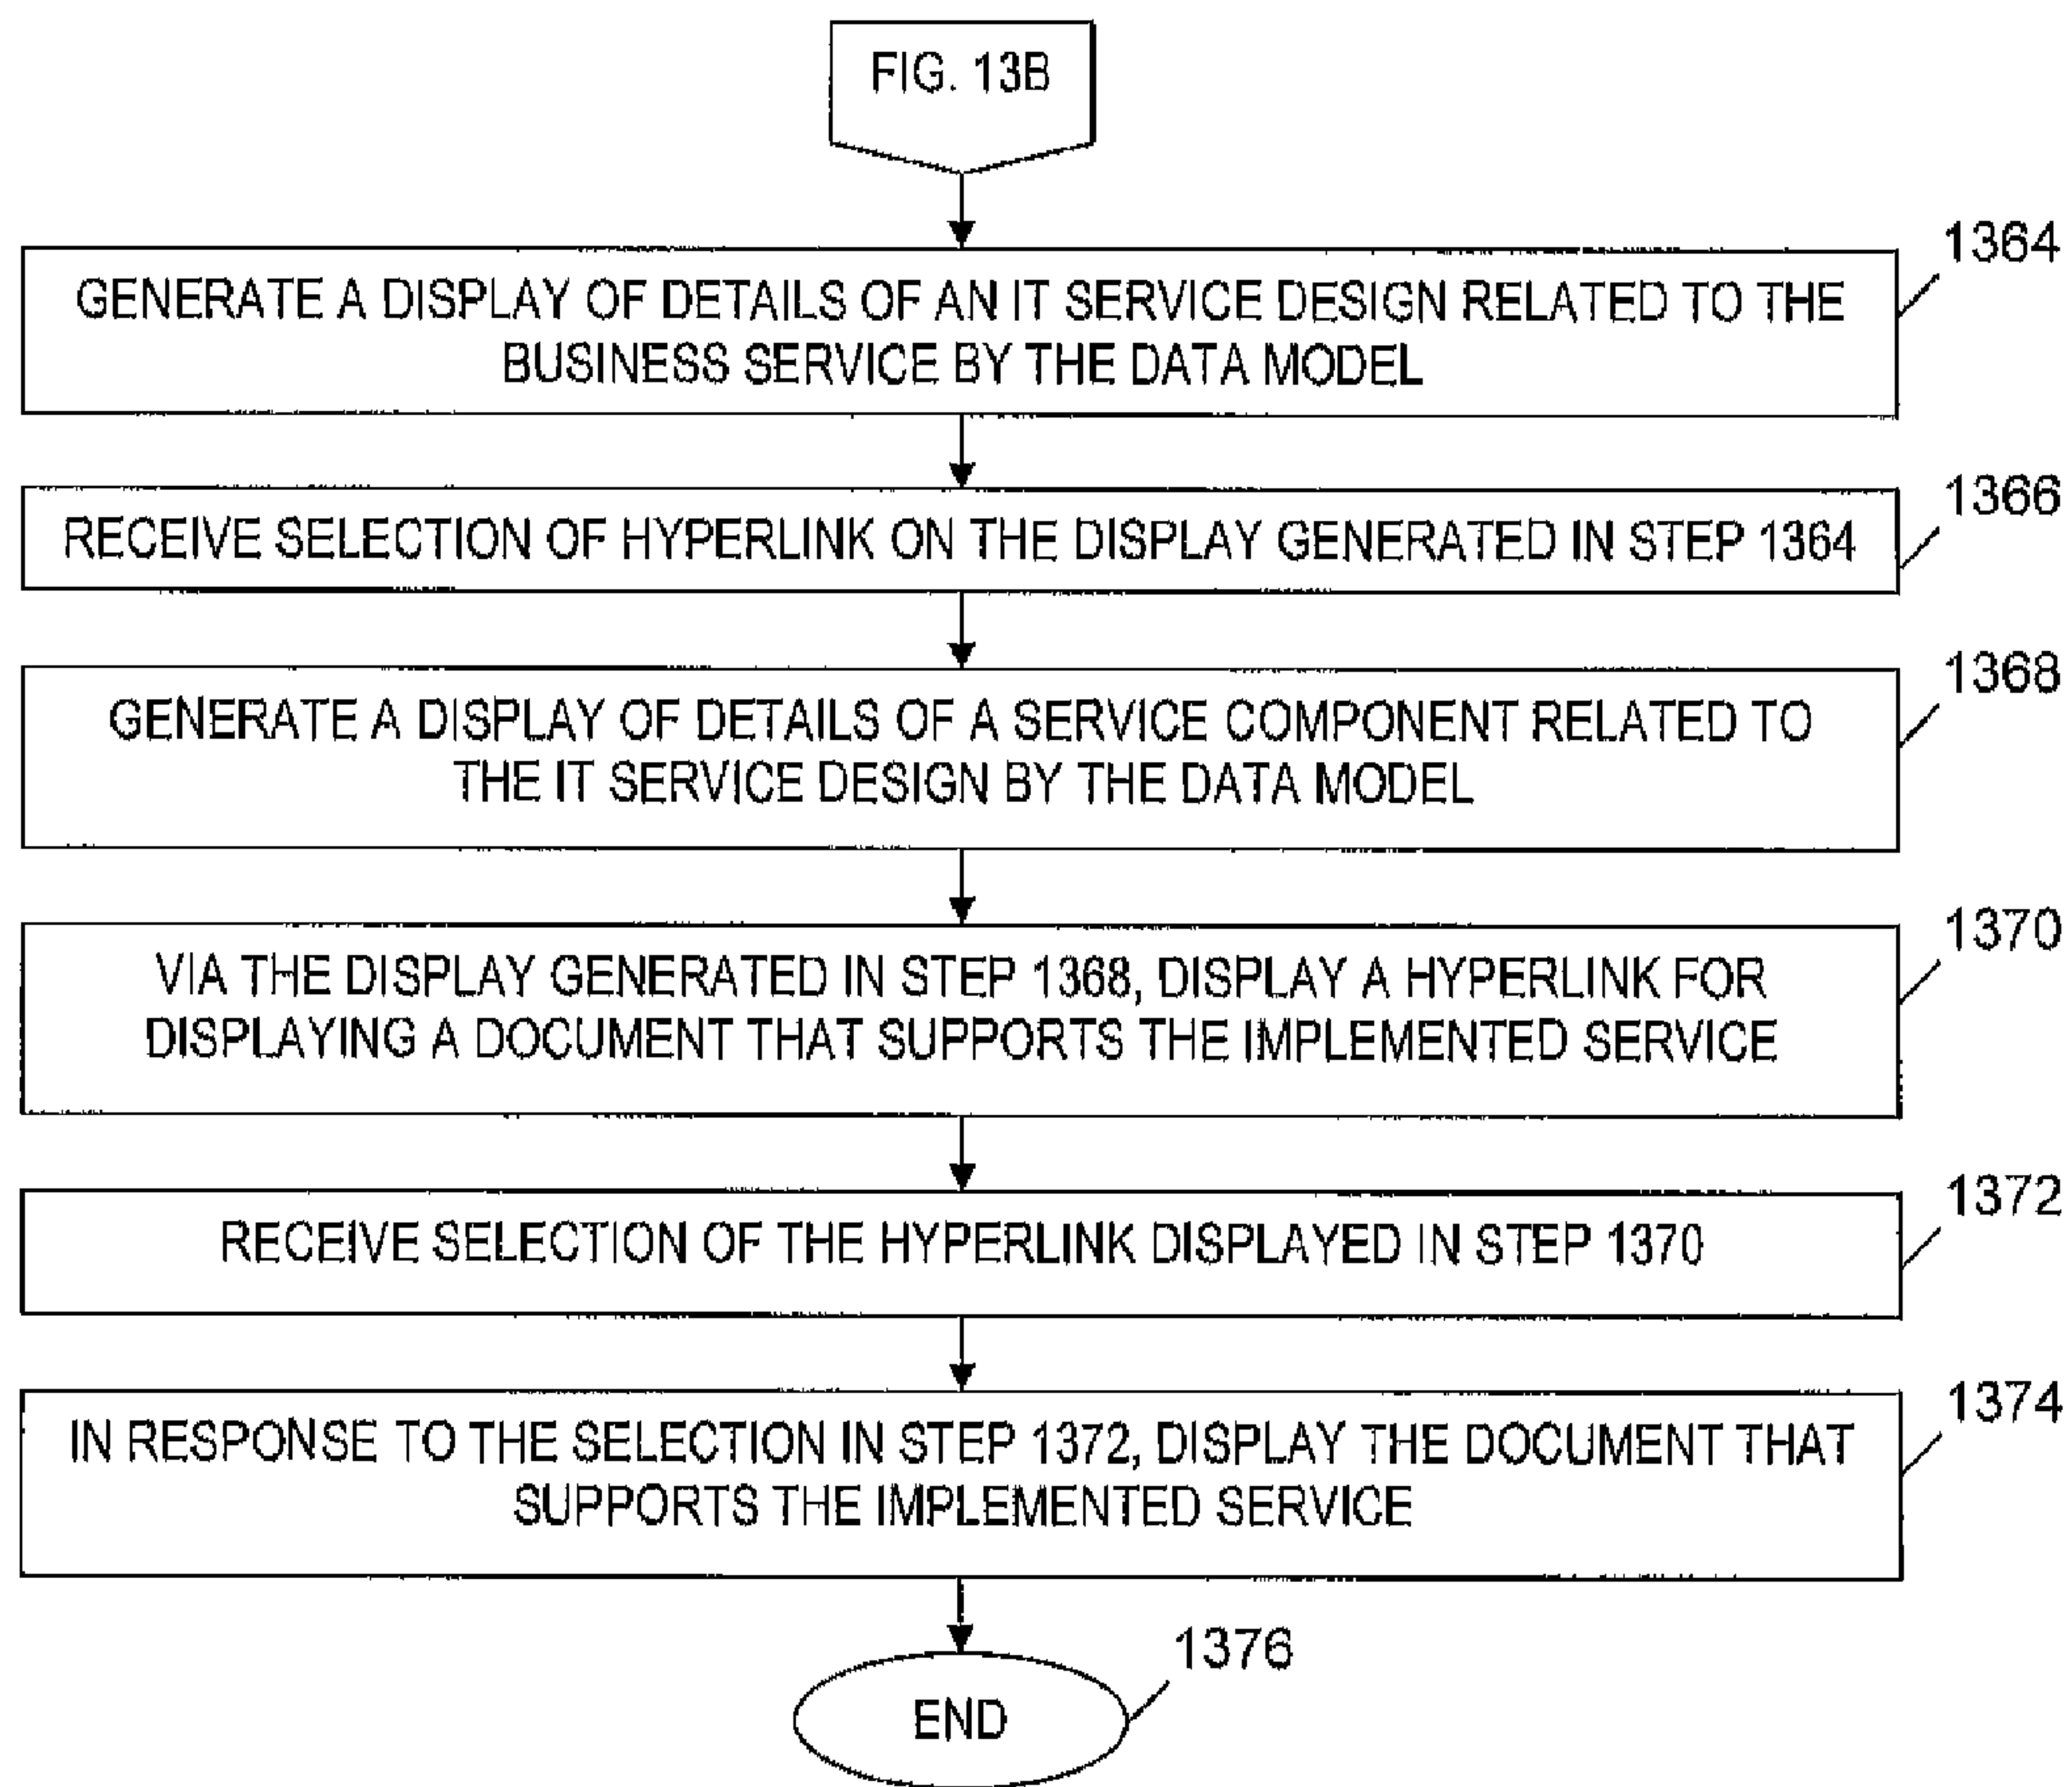 FIG. 13B
1364
GENERATE A DISPLAY OF DETAILS OF AN IT SERVICE DESIGN RELATED TO THE
BUSINESS SERVICE BY THE DATA MODEL
1366
RECEIVE SELECTION OF HYPERLINK ON THE DISPLAY GENERATED IN STEP 1364
1368
GENERATE A DISPLAY OF DETAILS OF A SERVICE COMPONENT RELATED TO
THE IT SERVICE DESIGN BY THE DATA MODEL
1370
VIA THE DISPLAY GENERATED IN STEP 1368, DISPLAY A HYPERLINK FOR
DISPLAYING A DOCUMENT THAT SUPPORTS THE IMPLEMENTED SERVICE
1372
RECEIVE SELECTION OF THE HYPERLINK DISPLAYED IN STEP 1370
1374
IN RESPONSE TO THE SELECTION IN STEP 1372, DISPLAY THE DOCUMENT THAT
SUPPORTS THE IMPLEMENTED SERVICE
1376
END